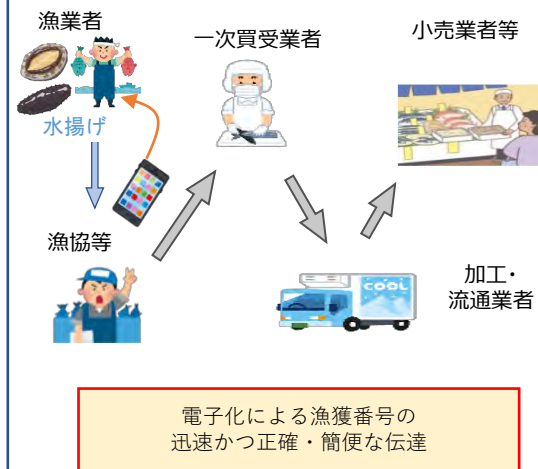 漁業者
一次買受業者
小売業者等
水揚げ
漁協等
COOL
加工・
流通業者
電子化による漁獲番号の
迅速かつ正確・簡便な伝達